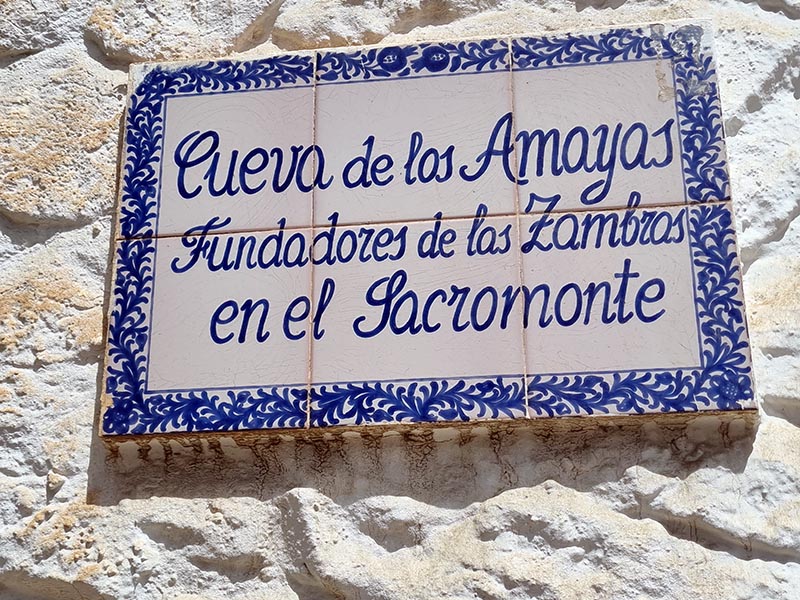 Cueva de los Amayas
Fundadores de las Zambras
en el Sacromonte